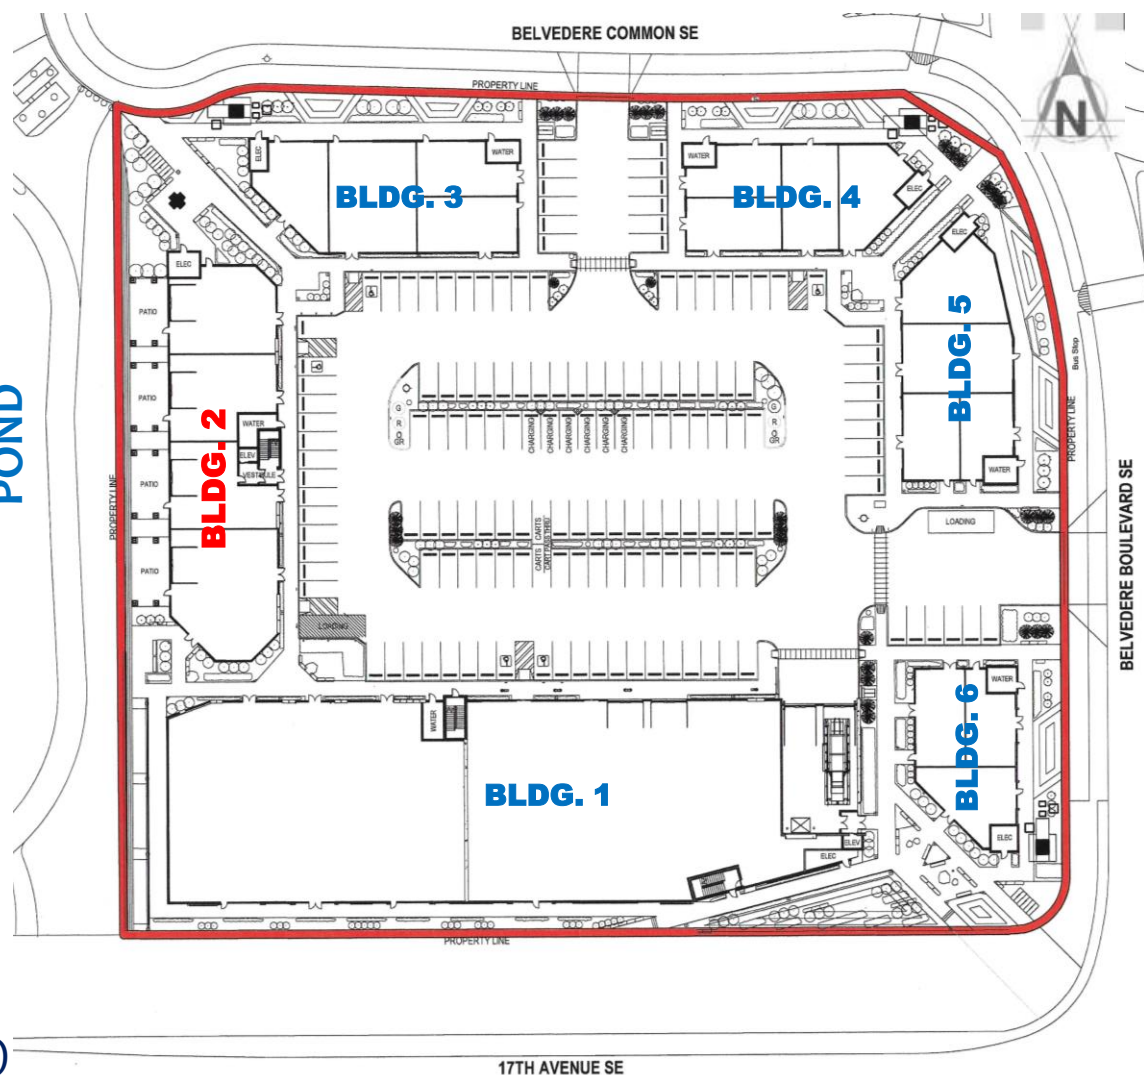 BELVEDERE COMMON SE
N
PROPERTY LINE
ELEC
WATER
BLDG. 3
WATER
BLDG. 4
ELEC
ELEC
ELEC
PATIO
PATIO
PATIO
PATIO
BLDG. 2
WATER
ELEV
VESTIBULE
POND
PROPERTY LINE
G
R
CHARGING
CHARGING
CHARGING
CHARGING
CHARGING
CHARGING
G
R
CARTS
CARTS
CART PASS THRU
BLDG. 5
WATER
Bus Stop
PROPERTY LINE
LOADING
LOADING
BELVEDERE BOULEVARD SE
WATER
BLDG. 1
ELEV
ELEC
WATER
BLDG. 6
ELEC
PROPERTY LINE
17TH AVENUE SE